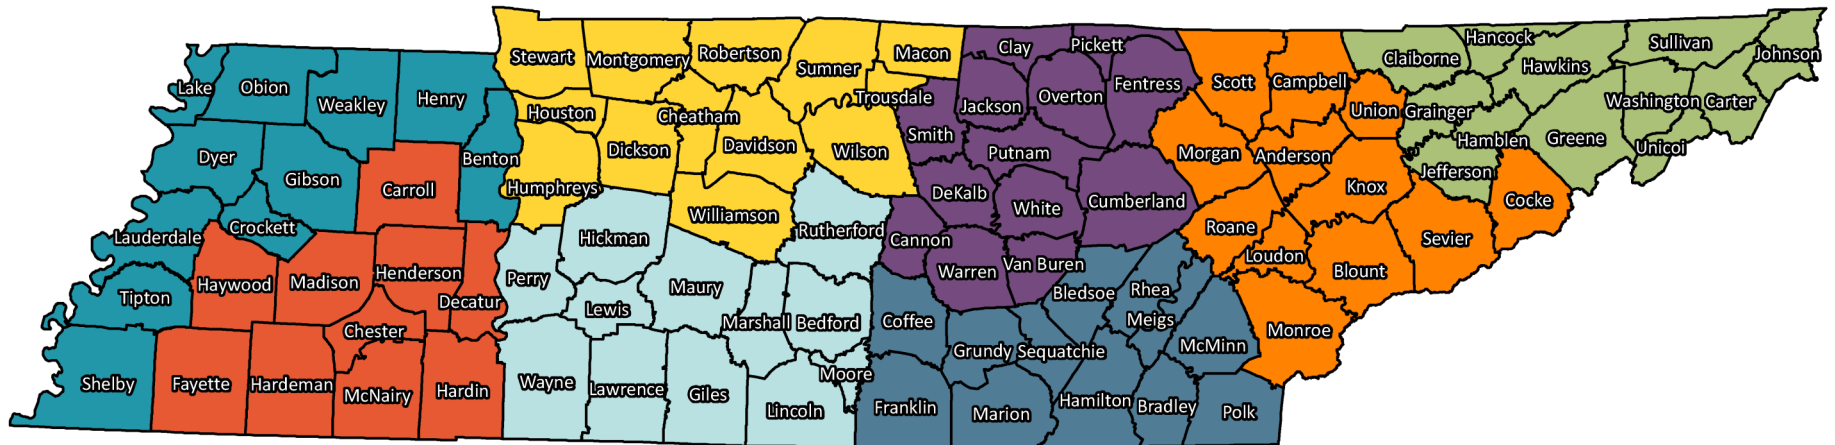 Stewart
Montgomery
Robertson
Sumner
Macon
Clay
Pickett
Fentress
Scott
Campbell
Claiborne
Hancock
Hawkins
Sullivan
Johnson
Lake
Obion
Weakley
Henry
Houston
Cheatham
Trousdale
Jackson
Overton
Union
Grainger
Washington
Carter
Smith
Dyer
Gibson
Carroll
Benton
Dickson
Davidson
Wilson
Putnam
Morgan
Anderson
Hamblen
Greene
Unicoi
Humphreys
Williamson
DeKalb
White
Cumberland
Knox
Jefferson
Cocke
Lauderdale
Crockett
Hickman
Rutherford
Cannon
Roane
Sevier
Haywood
Madison
Henderson
Perry
Maury
Warren
Van Buren
Loudon
Blount
Tipton
Decatur
Lewis
Bledsoe
Rhea
Chester
Marshall
Bedford
Coffee
Meigs
Monroe
Grundy
Sequatchie
McMinn
Shelby
Fayette
Hardeman
McNairy
Hardin
Wayne
Lawrence
Giles
Moore
Lincoln
Franklin
Marion
Hamilton
Bradley
Polk